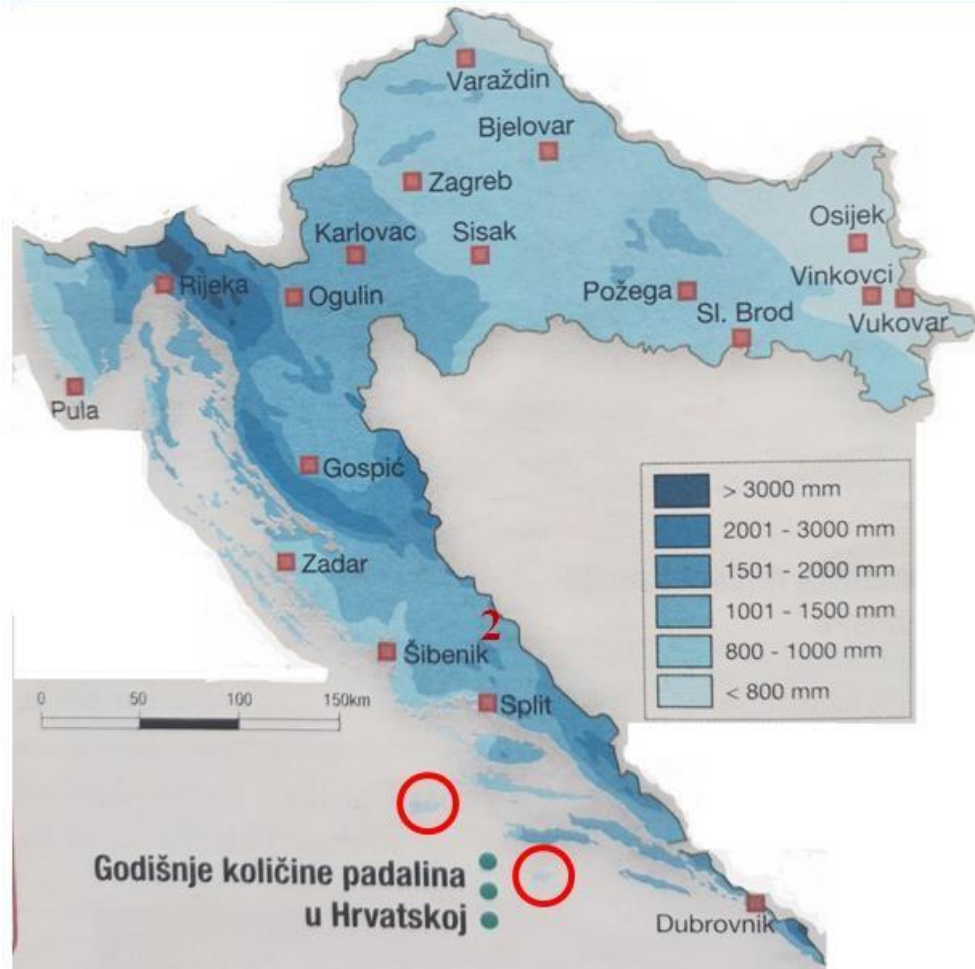 Varaždin
Bjelovar
Zagreb
Karlovac
Sisak
Osijek
Rijeka
Ogulin
Požega
Vinkovci
Sl. Brod
Vukovar
Pula
Gospić
Zadar
2
Šibenik
Split
Dubrovnik
> 3000 mm
2001 - 3000 mm
1501 - 2000 mm
1001 - 1500 mm
800 - 1000 mm
< 800 mm
0 50 100 150km
Godišnje količine padalina
u Hrvatskoj